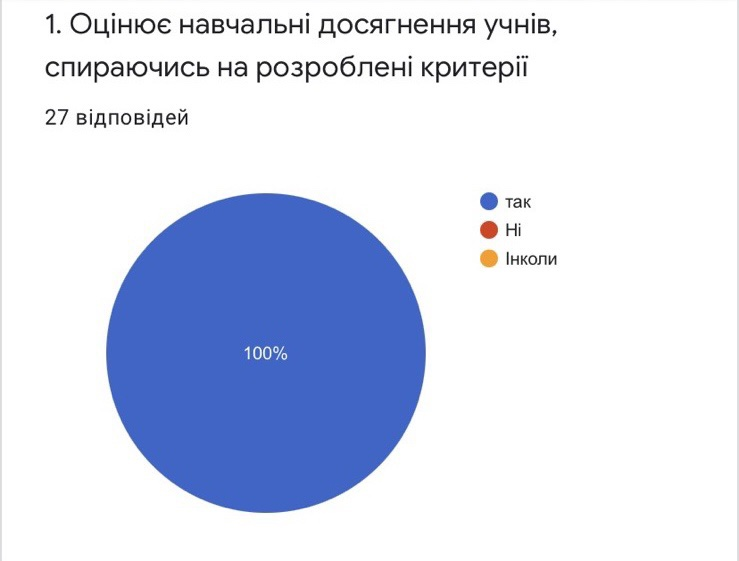 1. Оцінює навчальні досягнення учнів,
спираючись на розроблені критерії
27 відповідей
так
Ні
Інколи
100%